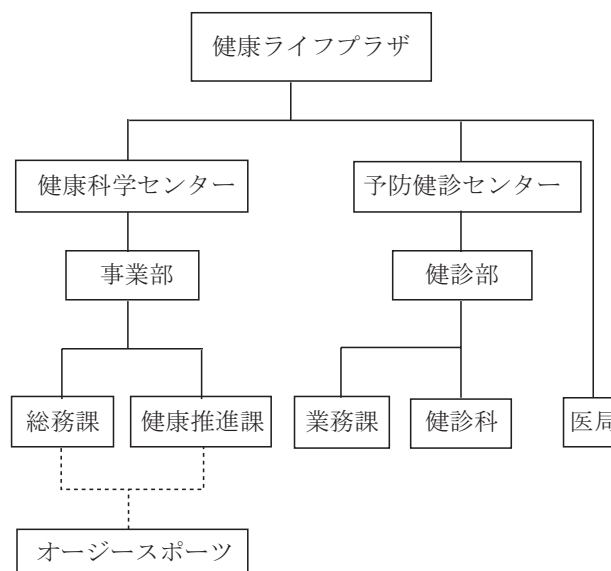 健康ライフプラザ
健康科学センター
予防健診センター
事業部
健診部
総務課
健康推進課
業務課
健診科
医局
オージースポーツ